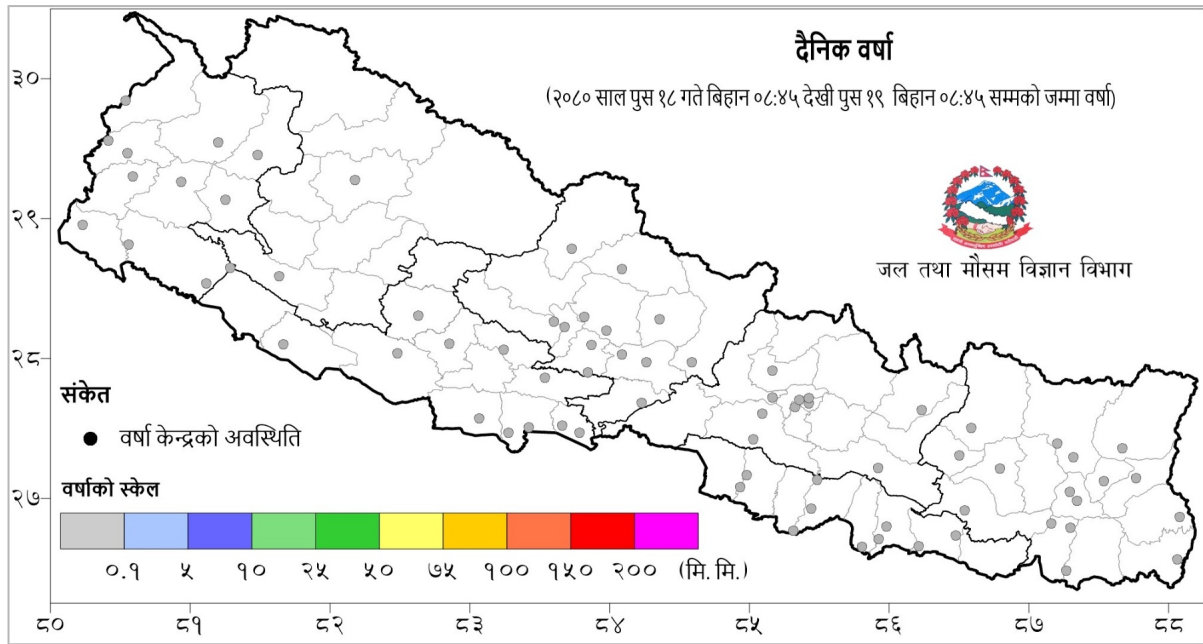 दैनिक वर्षा
(२०८० साल पुस १८ गते बिहान ०८:४५ देखी पुस १९ बिहान ०८:४५ सम्मको जम्मा वर्षा)
जल तथा मौसम विज्ञान विभाग
३०
२९
२८
२७
संकेत
वर्षा केन्द्रको अवस्थिति
वर्षाको स्केल
०.१ ५ १० २५ ५० ७५ १०० १५० २०० (मि. मि.)
८० ८१ ८२ ८३ ८४ ८५ ८६ ८७ ८८